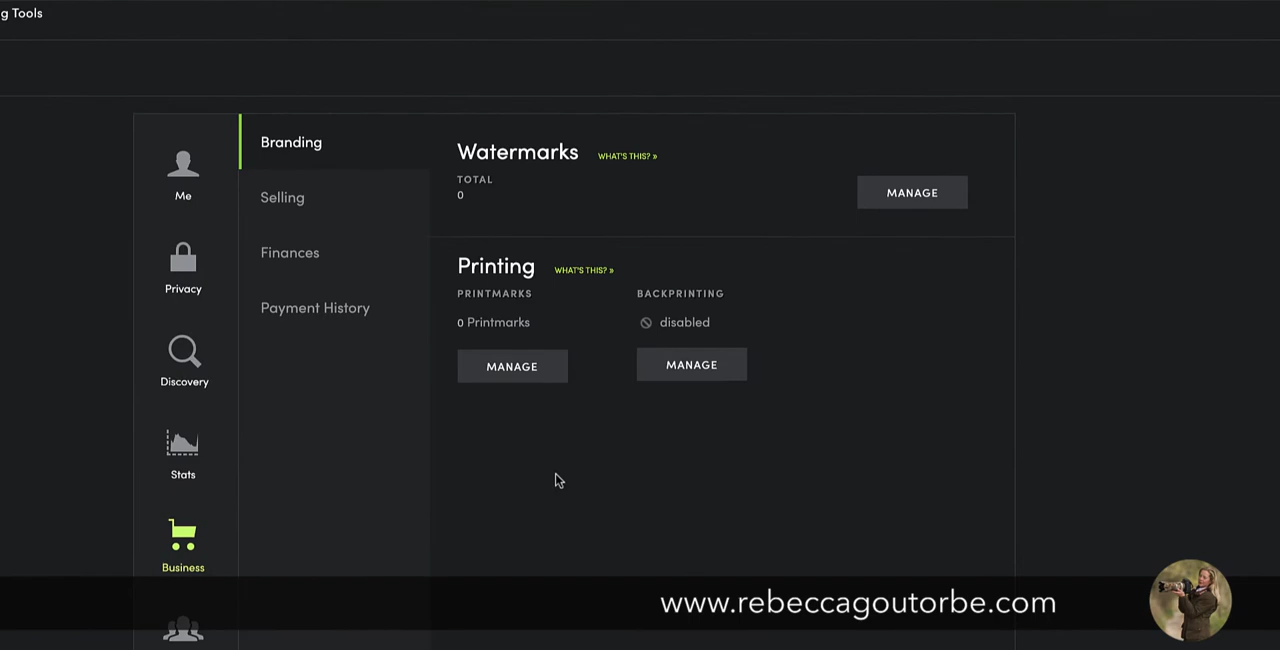 g Tools
Me
Privacy
Discovery
Stats
Business
Branding
Selling
Finances
Payment History
Watermarks WHAT'S THIS? »
TOTAL
0
MANAGE
Printing WHAT'S THIS? »
PRINTMARKS
0 Printmarks
MANAGE
BACKPRINTING
disabled
MANAGE
www.rebeccagoutorbe.com